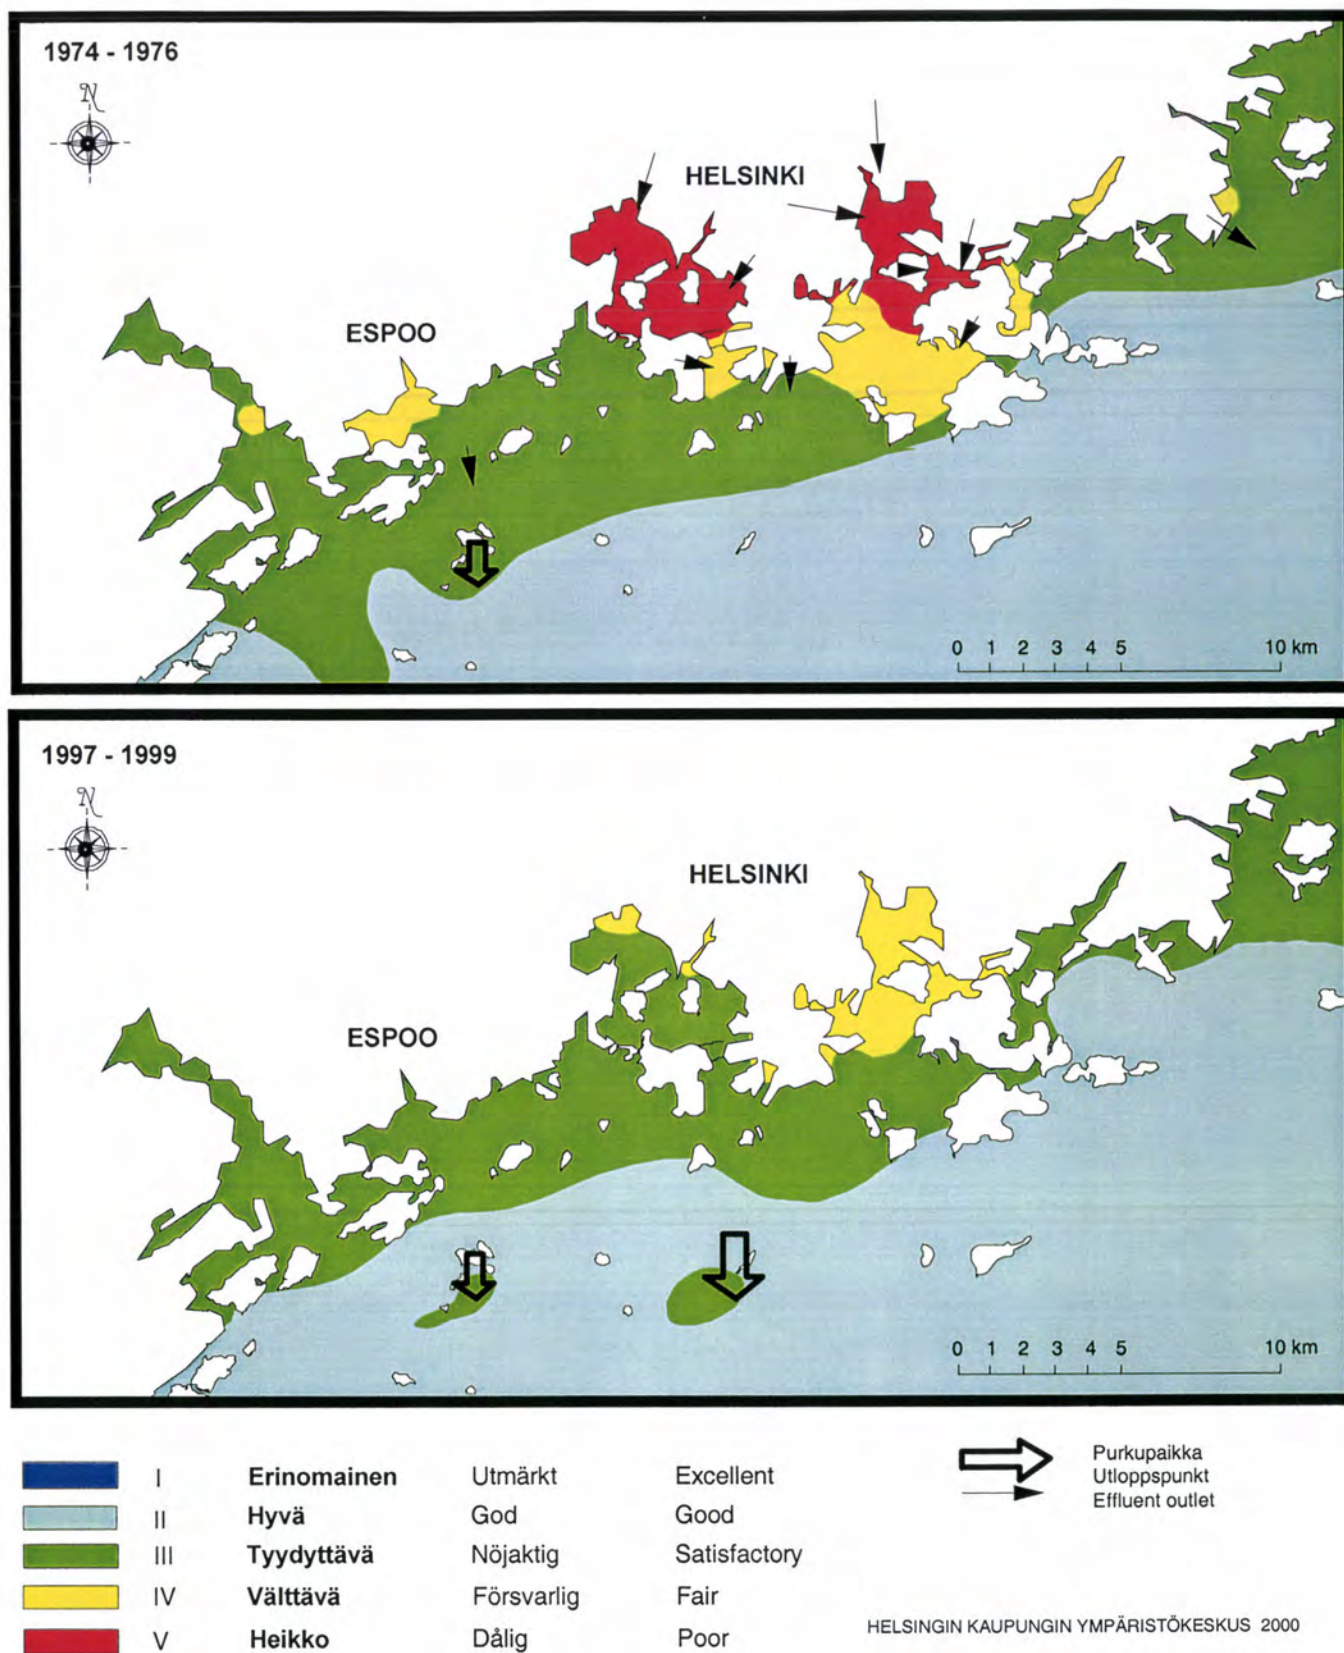 1974 - 1976
N
HELSINKI
ESPOO
0 1 2 3 4 5 10 km
1997 - 1999
N
HELSINKI
ESPOO
0 1 2 3 4 5 10 km
I Erinomainen Utmärkt Excellent
II Hyvä God Good
III Tyydyttävä Nöjaktig Satisfactory
IV Välttävä Försvarlig Fair
V Heikko Dålig Poor
Purkupaikka
Utloppspunkt
Effluent outlet
HELSINGIN KAUPUNGIN YMPÄRISTÖKESKUS 2000